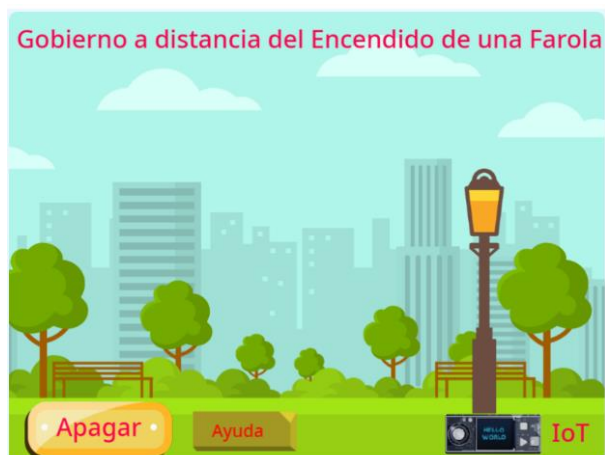 Gobierno a distancia del Encendido de una Farola
HELLO
WORLD
Apagar
Ayuda
IoT